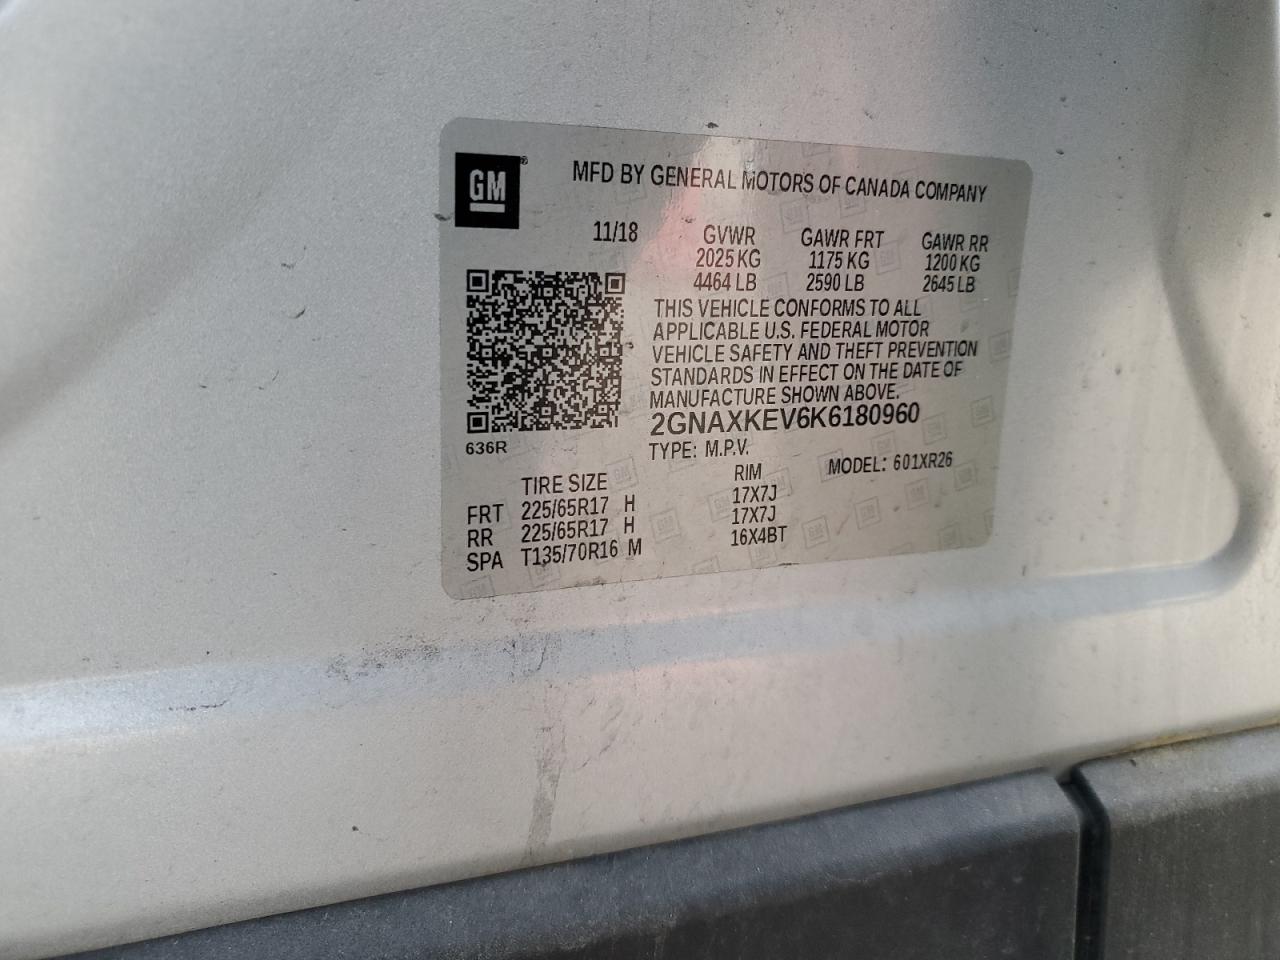 GM®
MFD BY GENERAL MOTORS OF CANADA COMPANY
11/18 GVWR GAWR FRT GAWR RR
2025 KG 1175 KG 1200 KG
4464 LB 2590 LB 2645 LB
THIS VEHICLE CONFORMS TO ALL
APPLICABLE U.S. FEDERAL MOTOR
VEHICLE SAFETY AND THEFT PREVENTION
STANDARDS IN EFFECT ON THE DATE OF
MANUFACTURE SHOWN ABOVE.
2GNAXKEV6K6180960
636R
TYPE: M.P.V. MODEL: 601XR26
TIRE SIZE RIM
FRT 225/65R17 H 17X7J
RR 225/65R17 H 17X7J
SPA T135/70R16 M 16X4BT